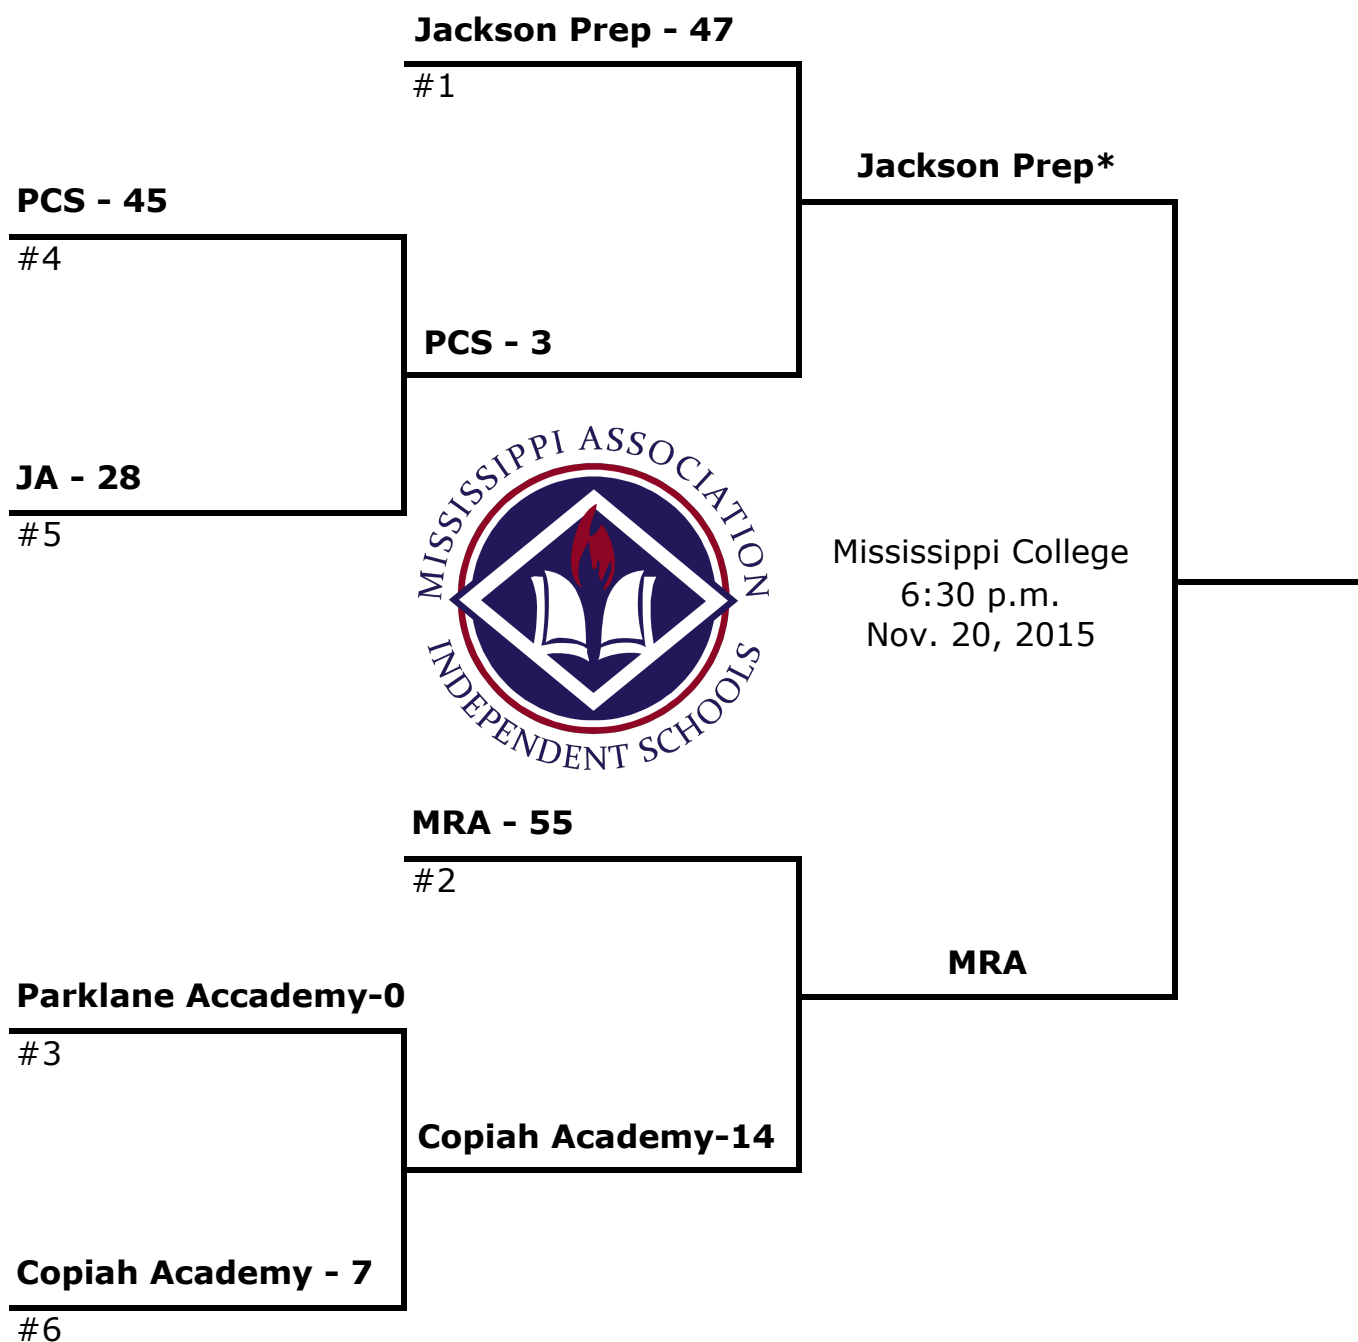 Jackson Prep - 47
#1
Jackson Prep*
PCS - 45
#4
PCS - 3
JA - 28
#5
MISSISSIPPI ASSOCIATION
INDEPENDENT SCHOOLS
Mississippi College
6:30 p.m.
Nov. 20, 2015
MRA - 55
#2
MRA
Parklane Accademy-0
#3
Copiah Academy-14
Copiah Academy - 7
#6